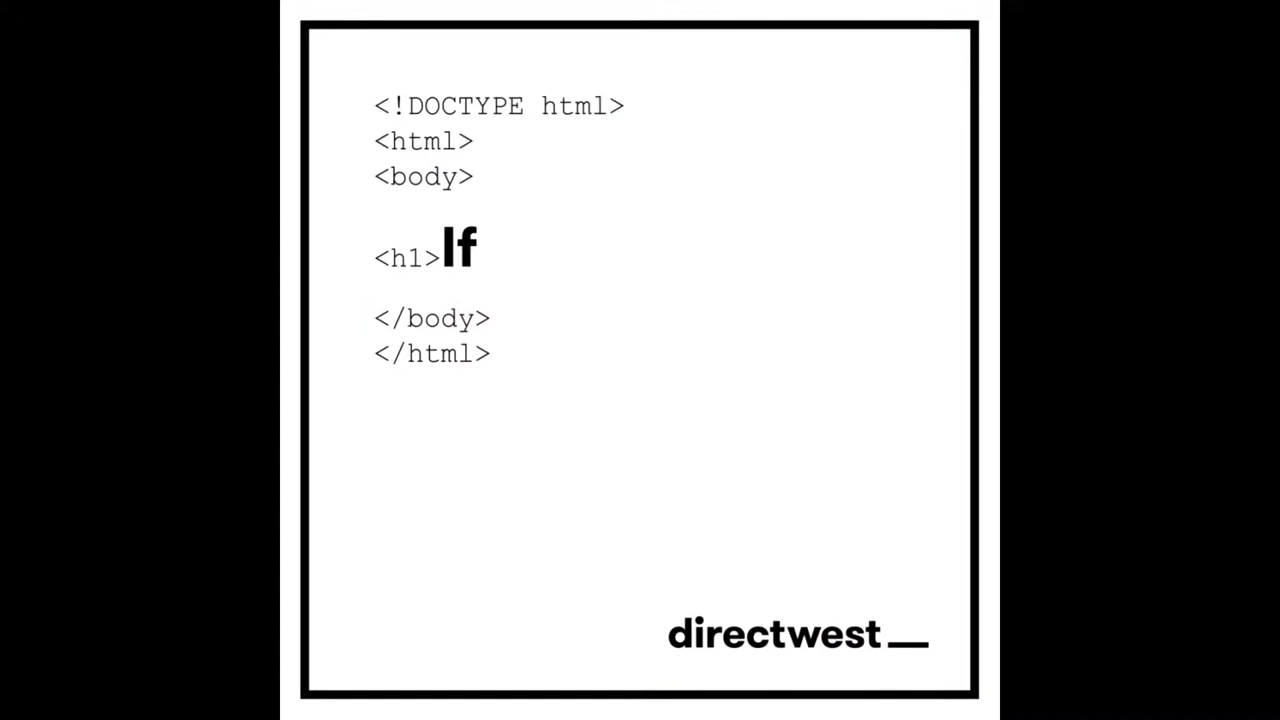 <!DOCTYPE html>
<html>
<body>
<h1>If
</body>
</html>
directwest